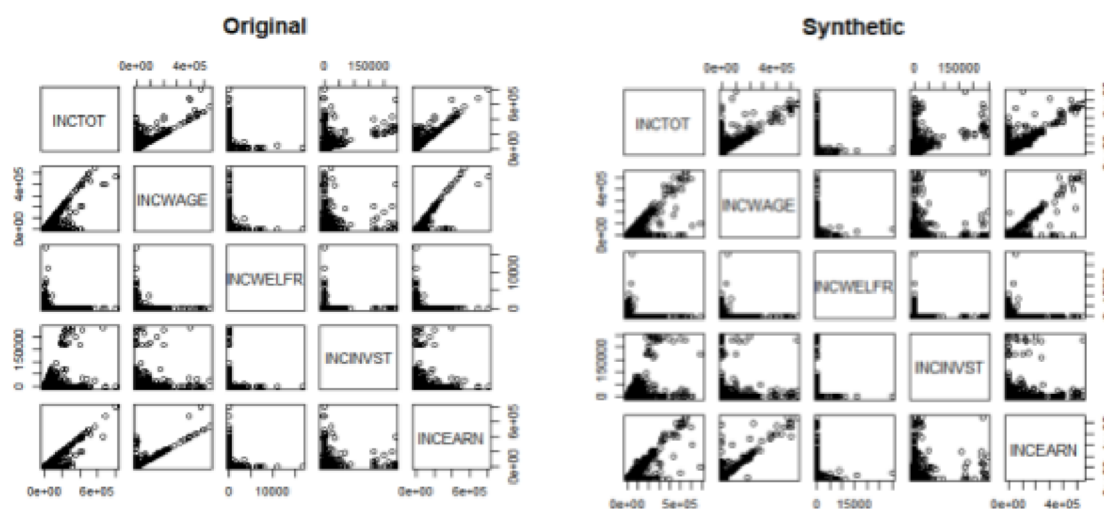 Original Synthetic
0e+00 4e+05 0 150000 0e+00 4e+05 0 150000
INCTOT 0e+00 6e+05 INCTOT
0e+00 4e+05 INCWAGE 0e+00 4e+05 INCWAGE
INCWELFR 0 10000 INCWELFR
0 150000 INCINVST 0 150000 INCINVST
INCEARN 0e+00 6e+05 INCEARN
0e+00 6e+05 0 10000 0e+00 6e+05 0e+00 5e+05 0 15000 0e+00 4e+05